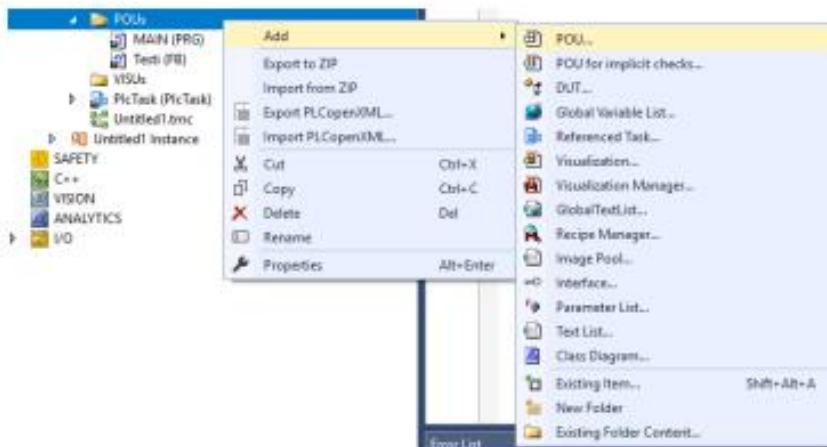 POUs
MAIN (PRG)
Testi (FB)
VISUs
PlcTask (PlcTask)
Untitled1.tmc
Untitled1 Instance
SAFETY
C++
VISION
ANALYTICS
I/O
Add
Export to ZIP
Import from ZIP
Export PLCopenXML...
Import PLCopenXML...
Cut Ctrl+X
Copy Ctrl+C
Delete Del
Rename
Properties Alt+Enter
POU...
POU for implicit checks...
DUT...
Global Variable List...
Referenced Task...
Visualization...
Visualization Manager...
GlobalTextList...
Recipe Manager...
Image Pool...
Interface...
Parameter List...
Text List...
Class Diagram...
Existing Item... Shift+Alt+A
New Folder
Existing Folder Content...
Error List